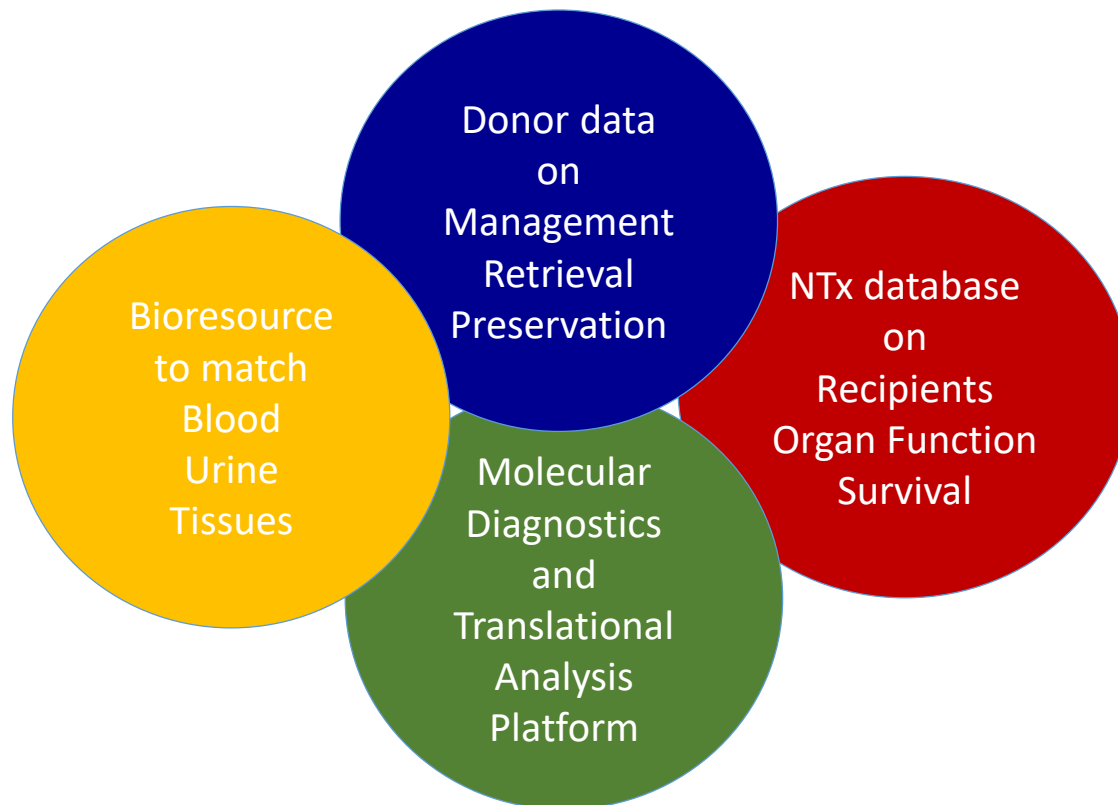 Donor data
on
Management
Retrieval
Preservation
Bioresource
to match
Blood
Urine
Tissues
NTx database
on
Recipients
Organ Function
Survival
Molecular
Diagnostics
and
Translational
Analysis
Platform